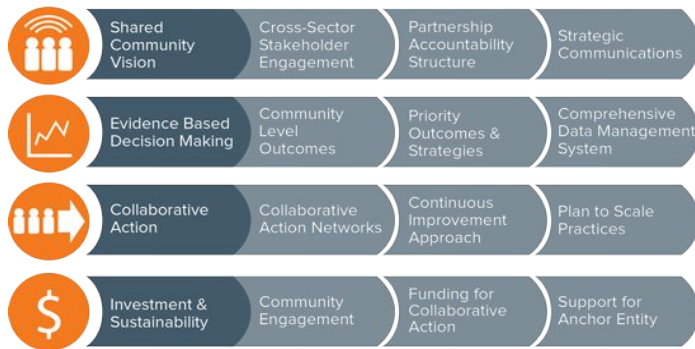 Shared
Community
Vision
Cross-Sector
Stakeholder
Engagement
Partnership
Accountability
Structure
Strategic
Communications
Evidence Based
Decision Making
Community
Level
Outcomes
Priority
Outcomes &
Strategies
Comprehensive
Data Management
System
Collaborative
Action
Collaborative
Action Networks
Continuous
Improvement
Approach
Plan to Scale
Practices
$
Investment &
Sustainability
Community
Engagement
Funding for
Collaborative
Action
Support for
Anchor Entity